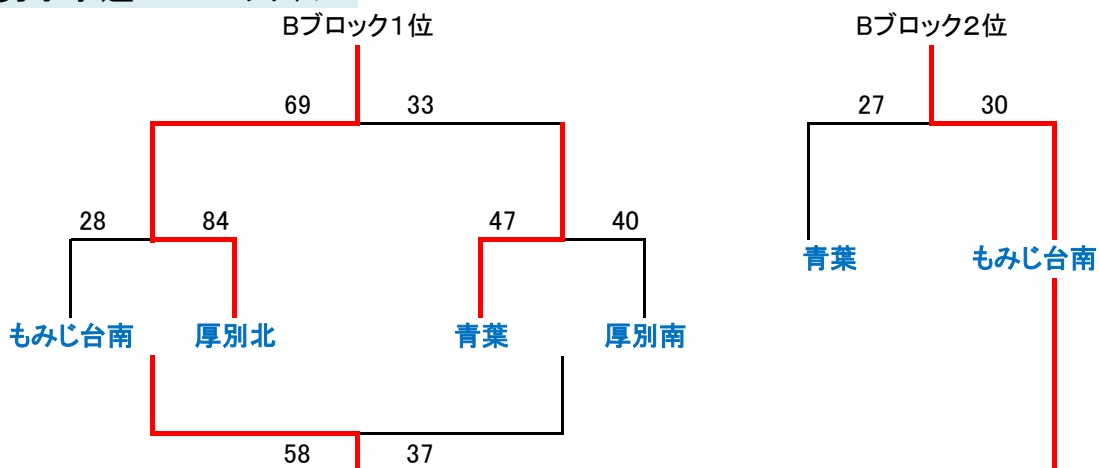 Bブロック1位
Bブロック2位
69 33
27 30
28 84 47 40
青葉 もみじ台南
もみじ台南 厚別北 青葉 厚別南
58 37